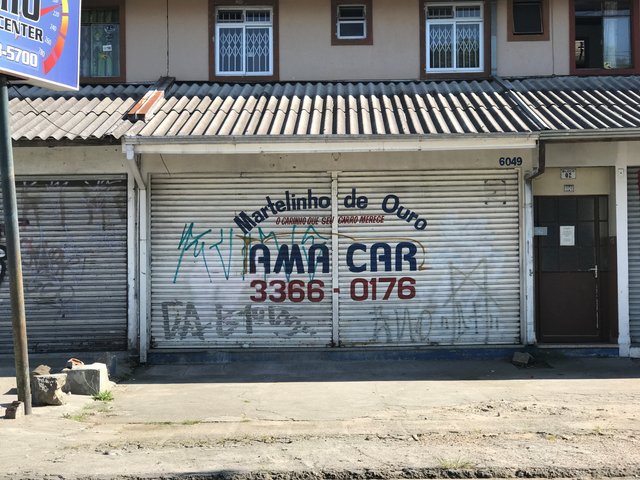 CENTER
-5700
6049
Martelinho de Ouro
O CARINHO QUE SEU CARRO MERECE
AMA CAR
3366-0176